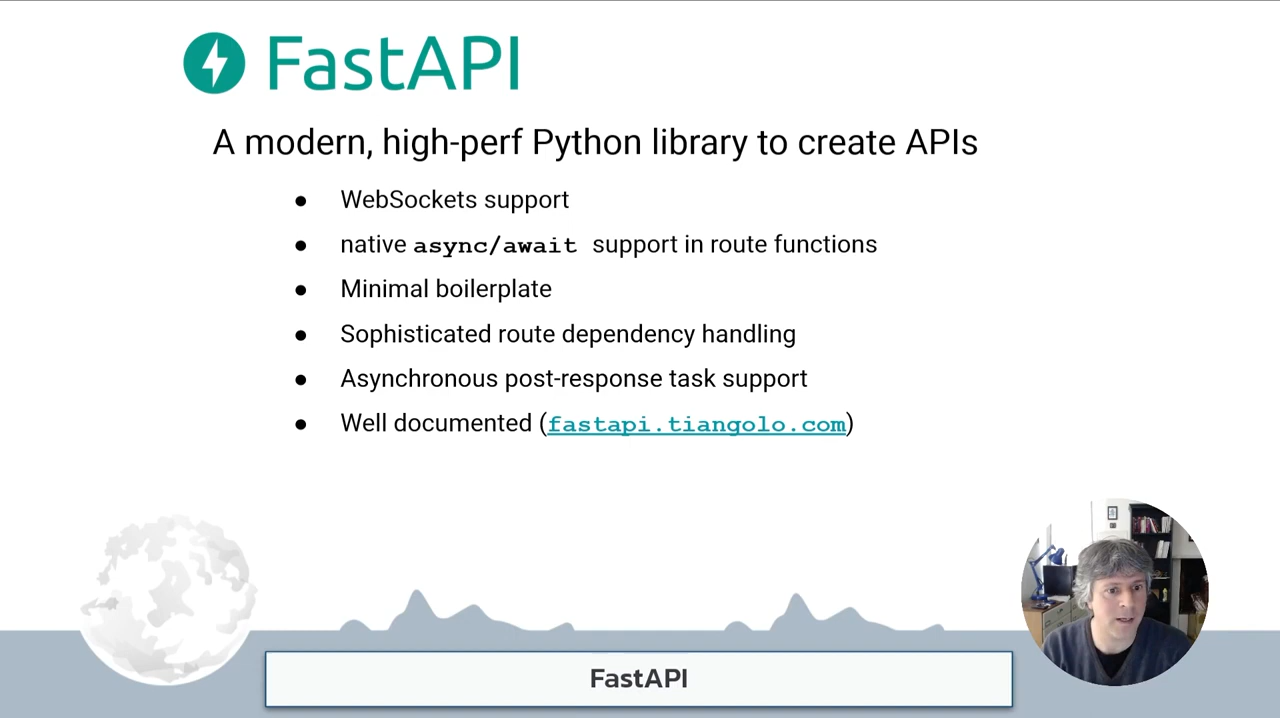 FastAPI
A modern, high-perf Python library to create APIs
● WebSockets support
● native async/await support in route functions
● Minimal boilerplate
● Sophisticated route dependency handling
● Asynchronous post-response task support
● Well documented (fastapi.tiangolo.com)
FastAPI